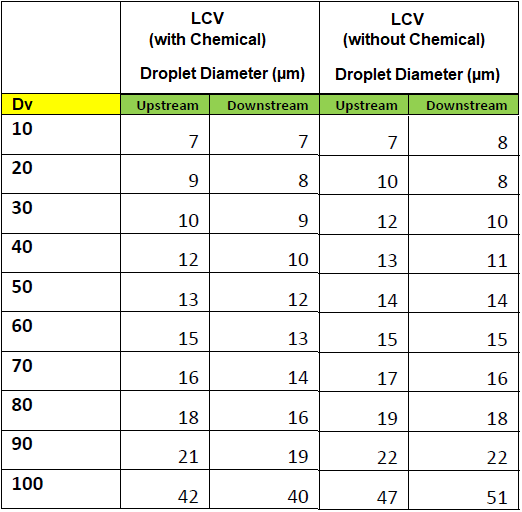 LCV LCV
(with Chemical) (without Chemical)
Droplet Diameter (µm) Droplet Diameter (µm)
Dv Upstream Downstream Upstream Downstream
10 7 7 7 8
20 9 8 10 8
30 10 9 12 10
40 12 10 13 11
50 13 12 14 14
60 15 13 15 15
70 16 14 17 16
80 18 16 19 18
90 21 19 22 22
100 42 40 47 51